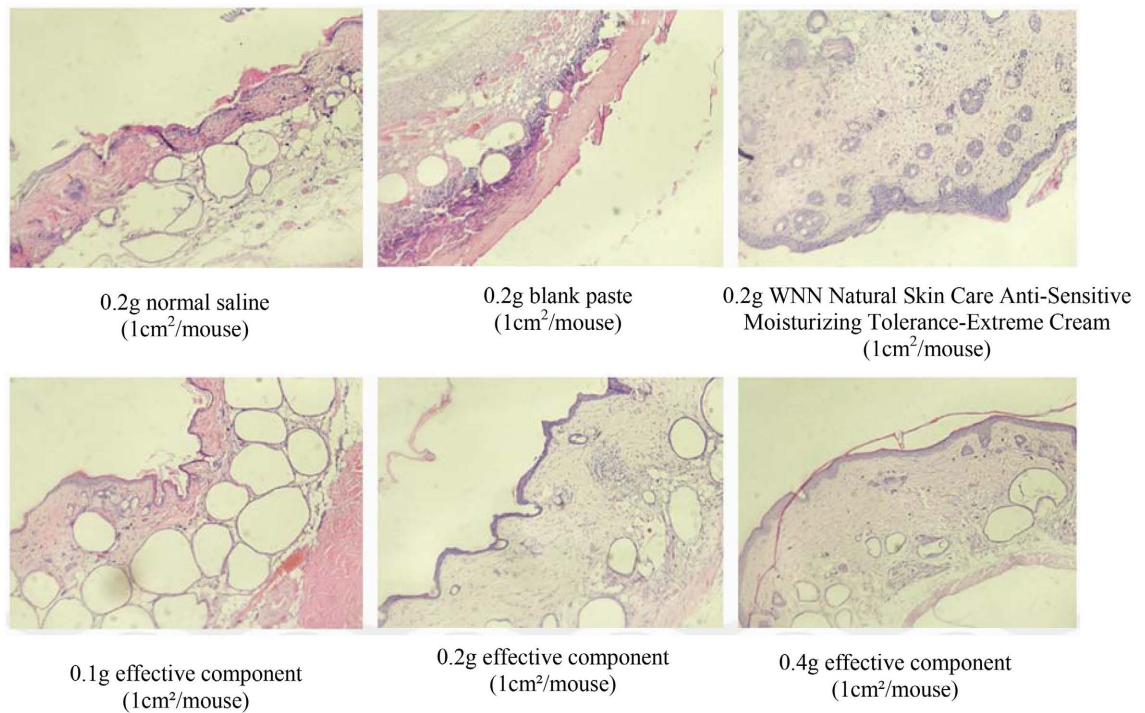 0.2g normal saline
(1cm²/mouse)
0.2g blank paste
(1cm²/mouse)
0.2g WNN Natural Skin Care Anti-Sensitive
Moisturizing Tolerance-Extreme Cream
(1cm²/mouse)
0.1g effective component
(1cm²/mouse)
0.2g effective component
(1cm²/mouse)
0.4g effective component
(1cm²/mouse)